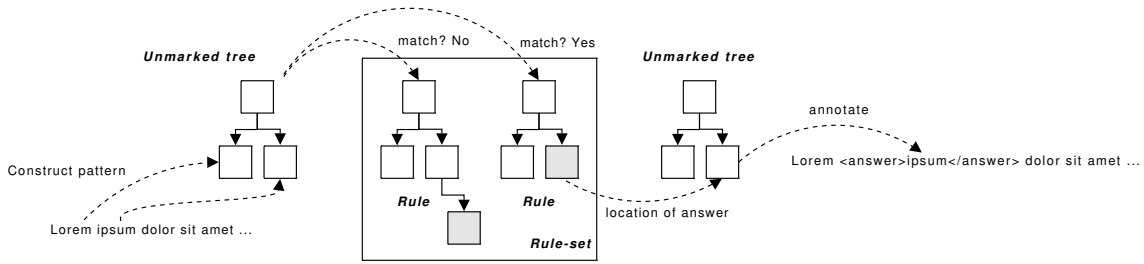 match? No
match? Yes
Unmarked tree
Unmarked tree
annotate
Construct pattern
Lorem <answer>ipsum</answer> dolor sit amet ...
Rule
Rule
location of answer
Lorem ipsum dolor sit amet ...
Rule-set